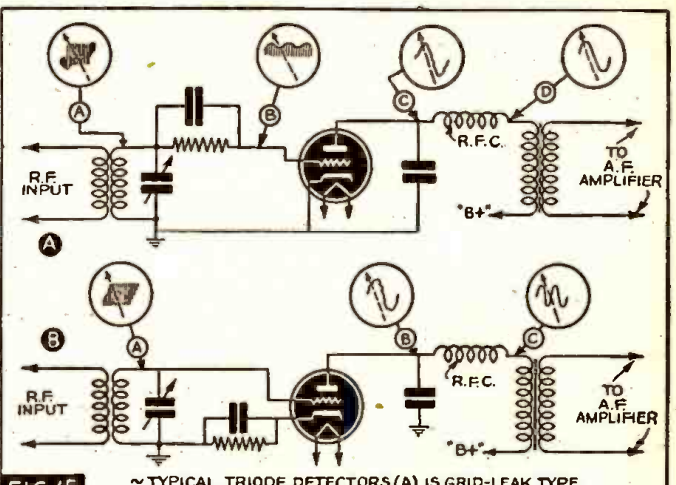 A
B
C
D
R.F.
INPUT
R.F.C.
TO
A.F.
AMPLIFIER
"B+"
A
A
B
C
B
R.F.
INPUT
R.F.C.
TO
A.F.
AMPLIFIER
"B+"
~ TYPICAL TRIODE DETECTORS (A) IS GRID-LEAK TYPE